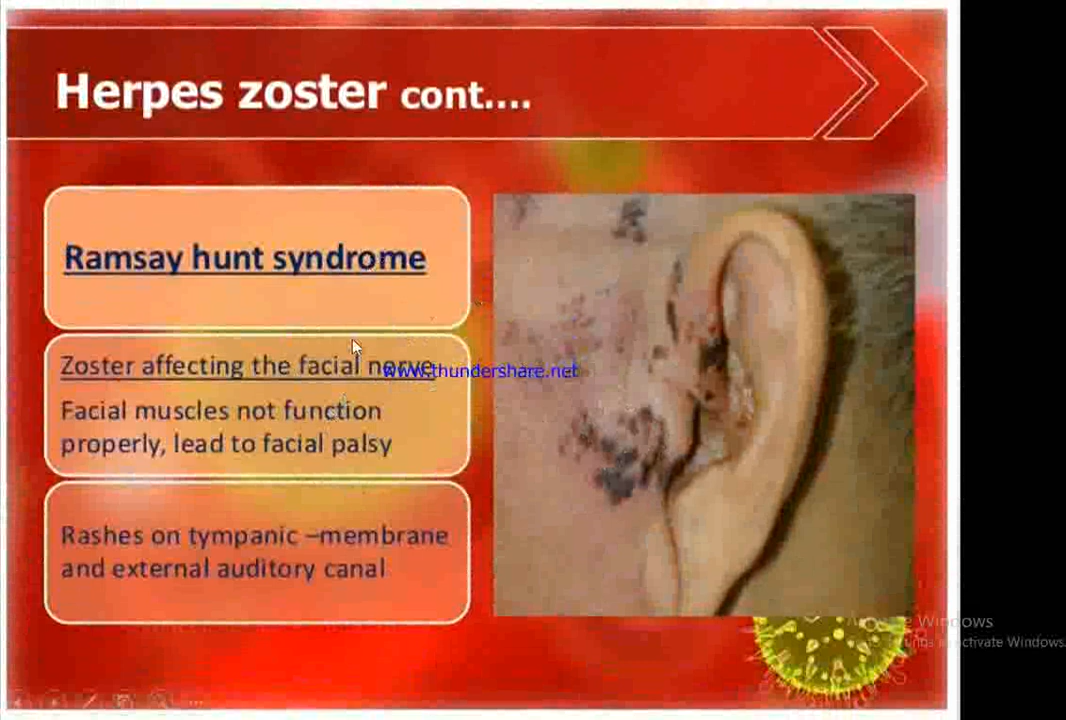 Herpes zoster cont....
Ramsay hunt syndrome
Zoster affecting the facial nerve
www.thundershare.net
Facial muscles not function
properly, lead to facial palsy
Rashes on tympanic –membrane
and external auditory canal
Windows
activate Windows.